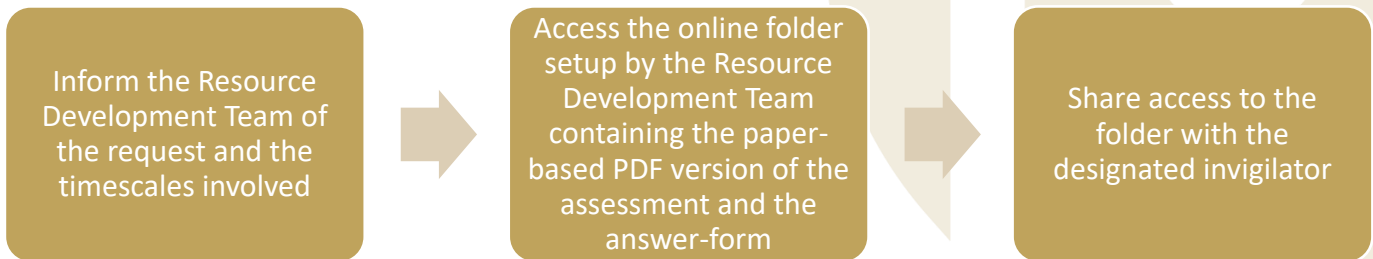 Inform the Resource
Development Team of
the request and the
timescales involved
Access the online folder
setup by the Resource
Development Team
containing the paper-
based PDF version of the
assessment and the
answer-form
Share access to the
folder with the
designated invigilator